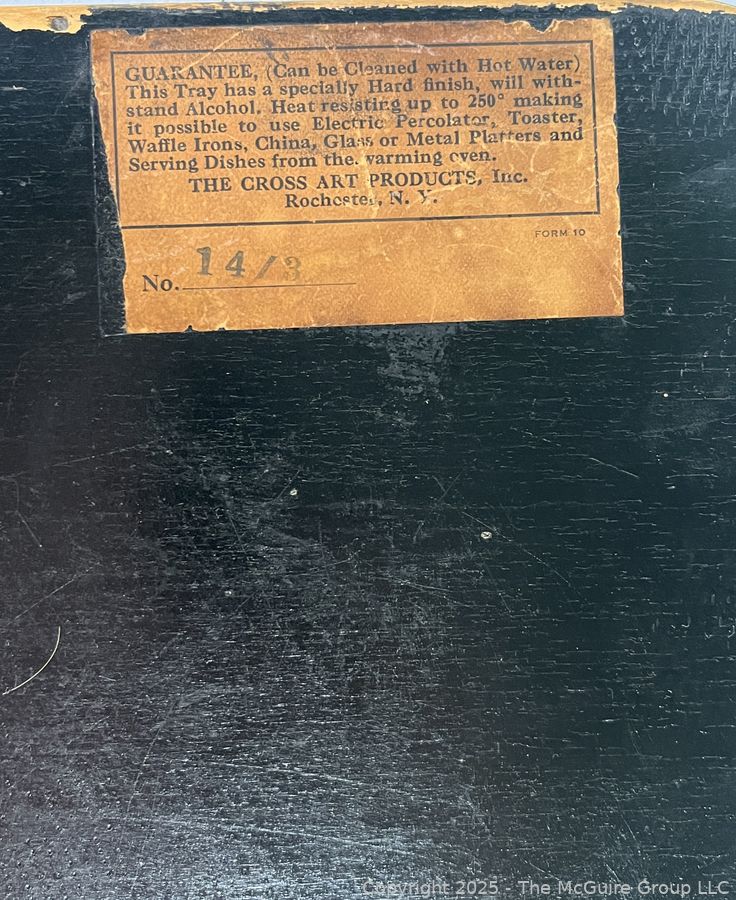 GUARANTEE, (Can be Cleaned with Hot Water)
This Tray has a specially Hard finish, will with-
stand Alcohol. Heat resisting up to 250° making
it possible to use Electric Percolator, Toaster,
Waffle Irons, China, Glass or Metal Platters and
Serving Dishes from the warming oven.
THE CROSS ART PRODUCTS, Inc.
Rochester, N. Y.
FORM 10
No. 14/3
Copyright 2025 - The McGuire Group LLC